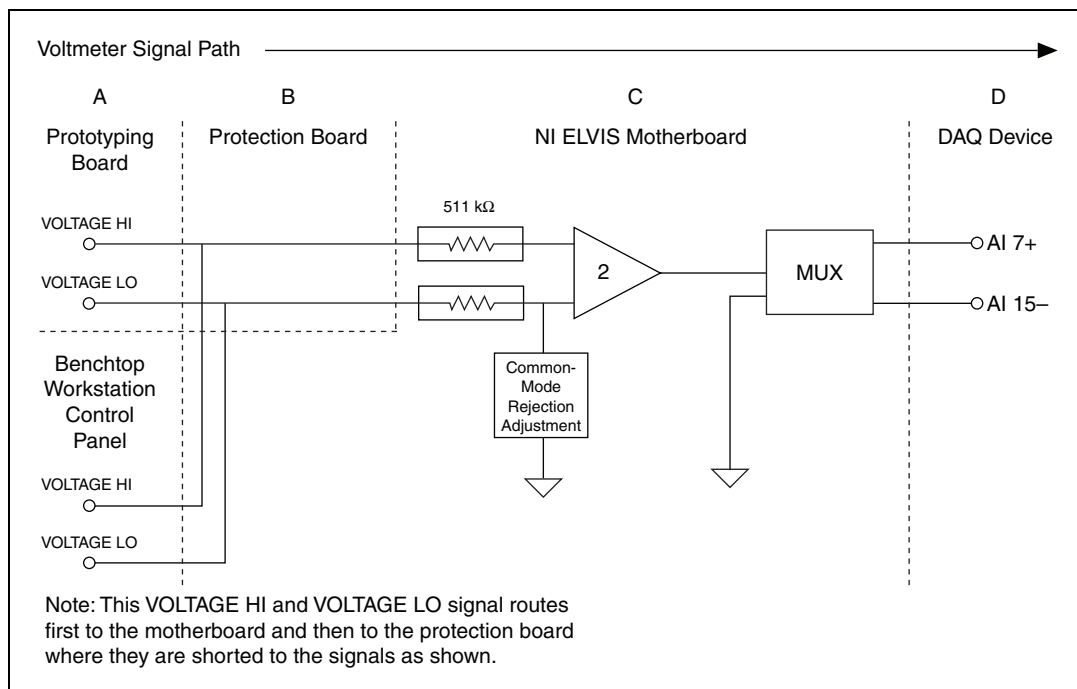 Voltmeter Signal Path
A
B
C
D
Prototyping
Board
Protection Board
NI ELVIS Motherboard
DAQ Device
VOLTAGE HI
VOLTAGE LO
511 kΩ
2
MUX
AI 7+
AI 15–
Common-
Mode
Rejection
Adjustment
Benchtop
Workstation
Control
Panel
VOLTAGE HI
VOLTAGE LO
Note: This VOLTAGE HI and VOLTAGE LO signal routes
first to the motherboard and then to the protection board
where they are shorted to the signals as shown.